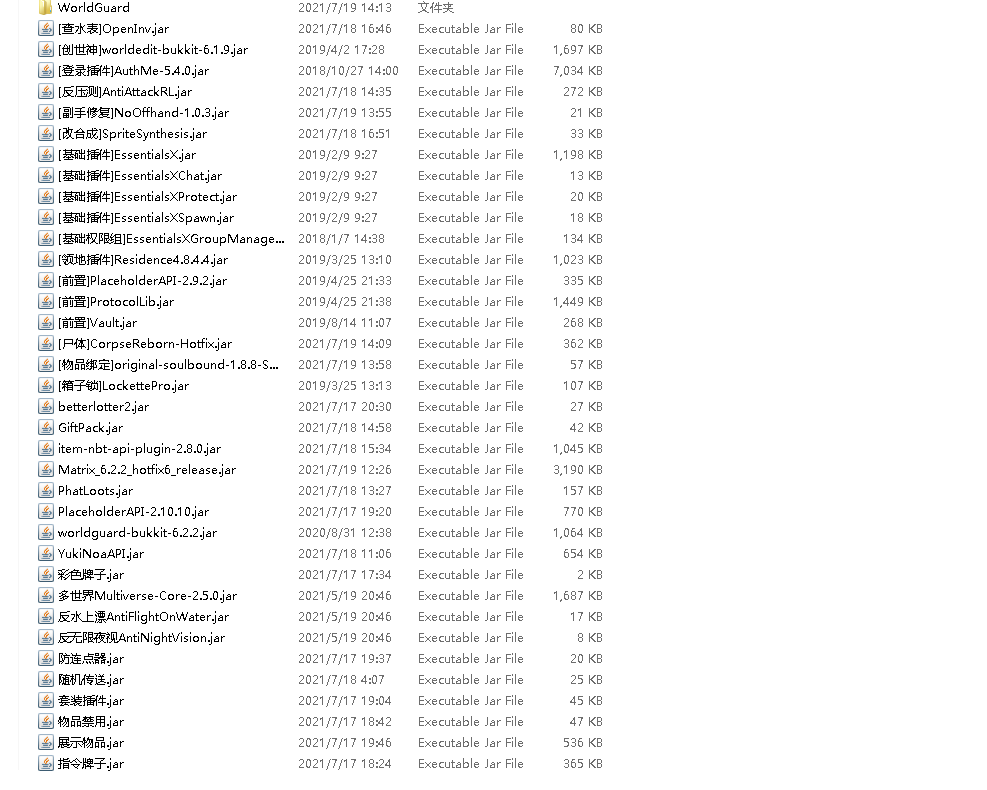 WorldGuard 2021/7/19 14:13 文件夹
[查水表]OpenInv.jar 2021/7/18 16:46 Executable Jar File 80 KB
[创世神]worldedit-bukkit-6.1.9.jar 2019/4/2 17:28 Executable Jar File 1,697 KB
[登录插件]AuthMe-5.4.0.jar 2018/10/27 14:00 Executable Jar File 7,034 KB
[反压测]AntiAttackRL.jar 2021/7/18 14:35 Executable Jar File 272 KB
[副手修复]NoOffhand-1.0.3.jar 2021/7/19 13:55 Executable Jar File 21 KB
[改合成]SpriteSynthesis.jar 2021/7/18 16:51 Executable Jar File 33 KB
[基础插件]EssentialsX.jar 2019/2/9 9:27 Executable Jar File 1,198 KB
[基础插件]EssentialsXChat.jar 2019/2/9 9:27 Executable Jar File 13 KB
[基础插件]EssentialsXProtect.jar 2019/2/9 9:27 Executable Jar File 20 KB
[基础插件]EssentialsXSpawn.jar 2019/2/9 9:27 Executable Jar File 18 KB
[基础权限组]EssentialsXGroupManage... 2018/1/7 14:38 Executable Jar File 134 KB
[领地插件]Residence4.8.4.4.jar 2019/3/25 13:10 Executable Jar File 1,023 KB
[前置]PlaceholderAPI-2.9.2.jar 2019/4/25 21:33 Executable Jar File 335 KB
[前置]ProtocolLib.jar 2019/4/25 21:38 Executable Jar File 1,449 KB
[前置]Vault.jar 2019/8/14 11:07 Executable Jar File 268 KB
[尸体]CorpseReborn-Hotfix.jar 2021/7/19 14:09 Executable Jar File 362 KB
[物品绑定]original-soulbound-1.8.8-S... 2021/7/19 13:58 Executable Jar File 57 KB
[箱子锁]LockettePro.jar 2019/3/25 13:13 Executable Jar File 107 KB
betterlotter2.jar 2021/7/17 20:30 Executable Jar File 27 KB
GiftPack.jar 2021/7/18 14:58 Executable Jar File 42 KB
item-nbt-api-plugin-2.8.0.jar 2021/7/18 15:34 Executable Jar File 1,045 KB
Matrix_6.2.2_hotfix6_release.jar 2021/7/19 12:26 Executable Jar File 3,190 KB
PhatLoots.jar 2021/7/18 13:27 Executable Jar File 157 KB
PlaceholderAPI-2.10.10.jar 2021/7/17 19:20 Executable Jar File 770 KB
worldguard-bukkit-6.2.2.jar 2020/8/31 12:38 Executable Jar File 1,064 KB
YukiNoaAPI.jar 2021/7/18 11:06 Executable Jar File 654 KB
彩色牌子.jar 2021/7/17 17:34 Executable Jar File 2 KB
多世界Multiverse-Core-2.5.0.jar 2021/5/19 20:46 Executable Jar File 1,687 KB
反水上漂AntiFlightOnWater.jar 2021/5/19 20:46 Executable Jar File 17 KB
反无限夜视AntiNightVision.jar 2021/5/19 20:46 Executable Jar File 8 KB
防连点器.jar 2021/7/17 19:37 Executable Jar File 20 KB
随机传送.jar 2021/7/18 4:07 Executable Jar File 25 KB
套装插件.jar 2021/7/17 19:04 Executable Jar File 45 KB
物品禁用.jar 2021/7/17 18:42 Executable Jar File 47 KB
展示物品.jar 2021/7/17 19:46 Executable Jar File 536 KB
指令牌子.jar 2021/7/17 18:24 Executable Jar File 365 KB